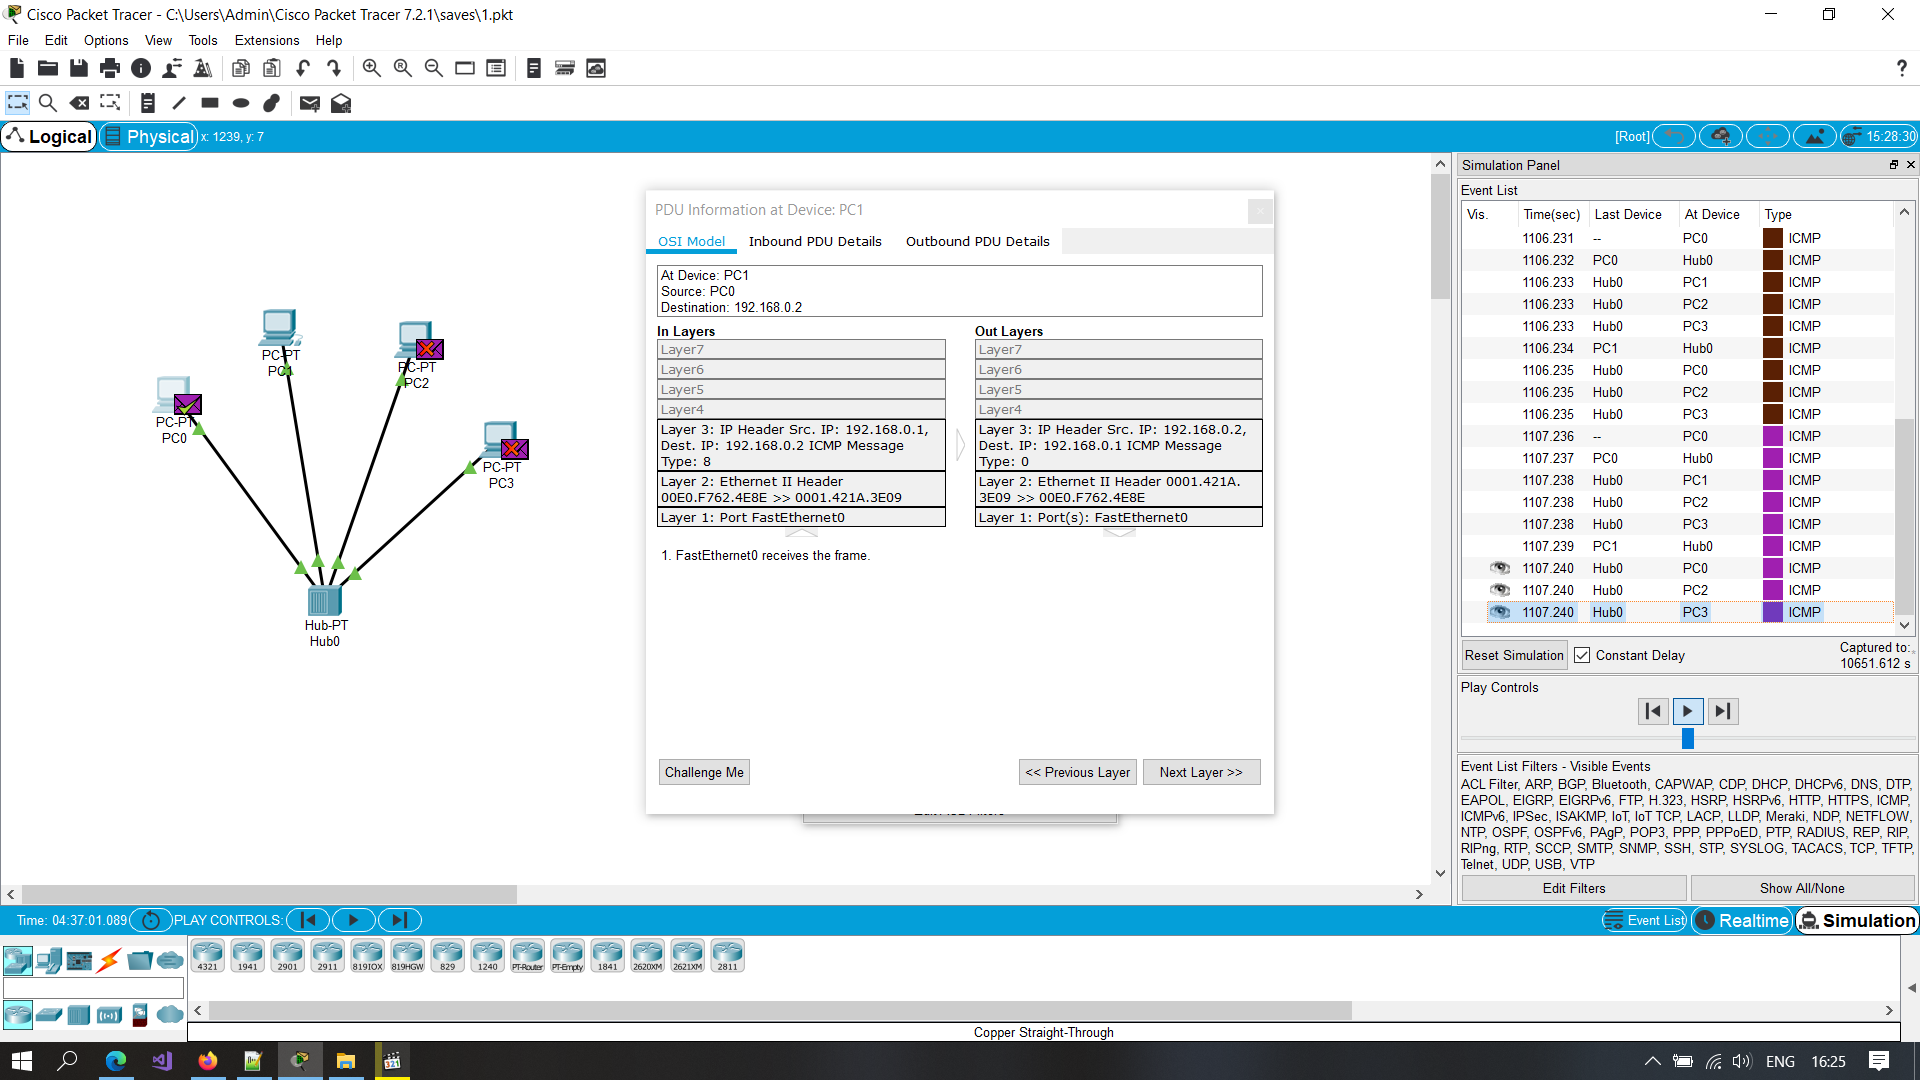 Cisco Packet Tracer - C:\Users\Admin\Cisco Packet Tracer 7.2.1\saves\1.pkt
File Edit Options View Tools Extensions Help
?
Logical Physical x: 1239, y: 7
[Root] 15:28:30
PC-PT
PC0
PC-PT
PC1
PC-PT
PC2
PC-PT
PC3
Hub-PT
Hub0
PDU Information at Device: PC1
OSI Model Inbound PDU Details Outbound PDU Details
At Device: PC1
Source: PC0
Destination: 192.168.0.2
In Layers
Layer7
Layer6
Layer5
Layer4
Layer 3: IP Header Src. IP: 192.168.0.1,
Dest. IP: 192.168.0.2 ICMP Message
Type: 8
Layer 2: Ethernet II Header
00E0.F762.4E8E >> 0001.421A.3E09
Layer 1: Port FastEthernet0
Out Layers
Layer7
Layer6
Layer5
Layer4
Layer 3: IP Header Src. IP: 192.168.0.2,
Dest. IP: 192.168.0.1 ICMP Message
Type: 0
Layer 2: Ethernet II Header 0001.421A.
3E09 >> 00E0.F762.4E8E
Layer 1: Port(s): FastEthernet0
1. FastEthernet0 receives the frame.
Challenge Me << Previous Layer Next Layer >>
Simulation Panel
Event List
Vis. Time(sec) Last Device At Device Type
1106.231 -- PC0 ICMP
1106.232 PC0 Hub0 ICMP
1106.233 Hub0 PC1 ICMP
1106.233 Hub0 PC2 ICMP
1106.233 Hub0 PC3 ICMP
1106.234 PC1 Hub0 ICMP
1106.235 Hub0 PC0 ICMP
1106.235 Hub0 PC2 ICMP
1106.235 Hub0 PC3 ICMP
1107.236 -- PC0 ICMP
1107.237 PC0 Hub0 ICMP
1107.238 Hub0 PC1 ICMP
1107.238 Hub0 PC2 ICMP
1107.238 Hub0 PC3 ICMP
1107.239 PC1 Hub0 ICMP
1107.240 Hub0 PC0 ICMP
1107.240 Hub0 PC2 ICMP
1107.240 Hub0 PC3 ICMP
Reset Simulation Constant Delay
Captured to:
10651.612 s
Play Controls
Event List Filters - Visible Events
ACL Filter, ARP, BGP, Bluetooth, CAPWAP, CDP, DHCP, DHCPv6, DNS, DTP,
EAPOL, EIGRP, EIGRPv6, FTP, H.323, HSRP, HSRPv6, HTTP, HTTPS, ICMP,
ICMPv6, IPSec, ISAKMP, IoT, IoT TCP, LACP, LLDP, Meraki, NDP, NETFLOW,
NTP, OSPF, OSPFv6, PAgP, POP3, PPP, PPPoED, PTP, RADIUS, REP, RIP,
RIPng, RTP, SCCP, SMTP, SNMP, SSH, STP, SYSLOG, TACACS, TCP, TFTP,
Telnet, UDP, USB, VTP
Edit Filters Show All/None
Time: 04:37:01.089 PLAY CONTROLS:
Event List Realtime Simulation
4321 1941 2901 2911 819IOX 819HGW 829 1240 PT-Router PT-Empty 1841 2620XM 2621XM 2811
Copper Straight-Through
321
ENG 16:25